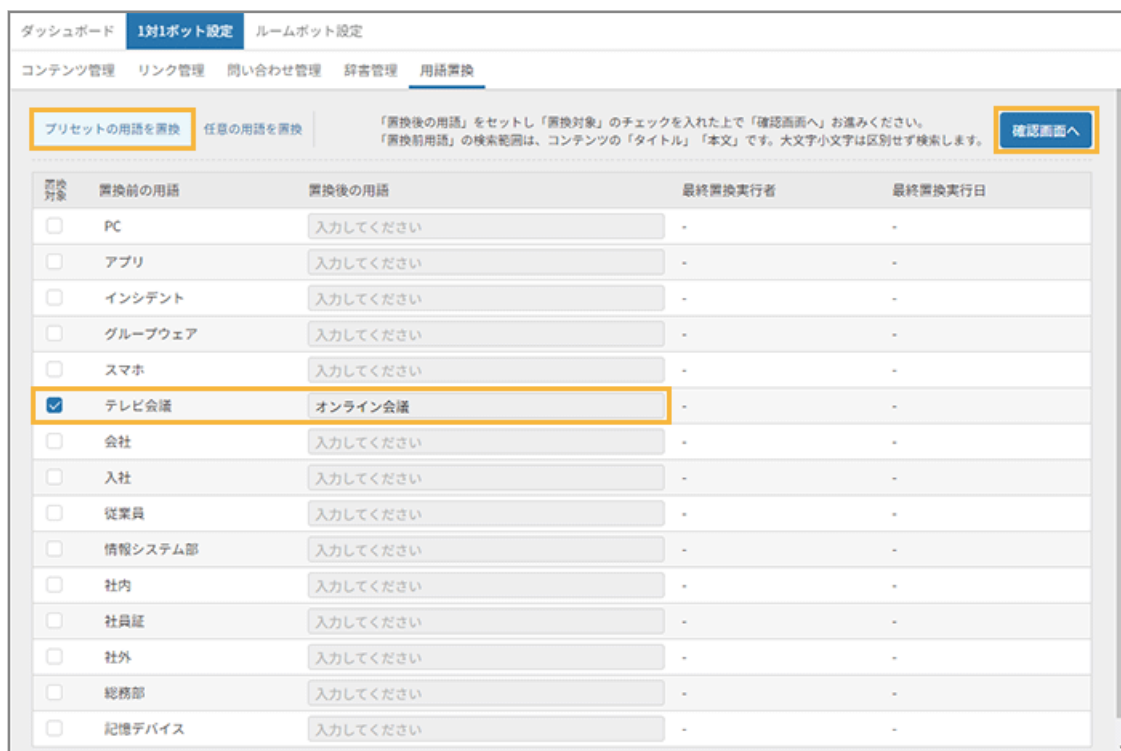 ダッシュボード 1対1ボット設定 ルームボット設定
コンテンツ管理 リンク管理 問い合わせ管理 辞書管理 用語置換
プリセットの用語を置換 任意の用語を置換
「置換後の用語」をセットし「置換対象」のチェックを入れた上で「確認画面へ」お進みください。
「置換前用語」の検索範囲は、コンテンツの「タイトル」「本文」です。大文字小文字は区別せず検索します。
確認画面へ
置換対象 置換前の用語 置換後の用語 最終置換実行者 最終置換実行日
PC 入力してください - -
アプリ 入力してください - -
インシデント 入力してください - -
グループウェア 入力してください - -
スマホ 入力してください - -
テレビ会議 オンライン会議 - -
会社 入力してください - -
入社 入力してください - -
従業員 入力してください - -
情報システム部 入力してください - -
社内 入力してください - -
社員証 入力してください - -
社外 入力してください - -
総務部 入力してください - -
記憶デバイス 入力してください - -